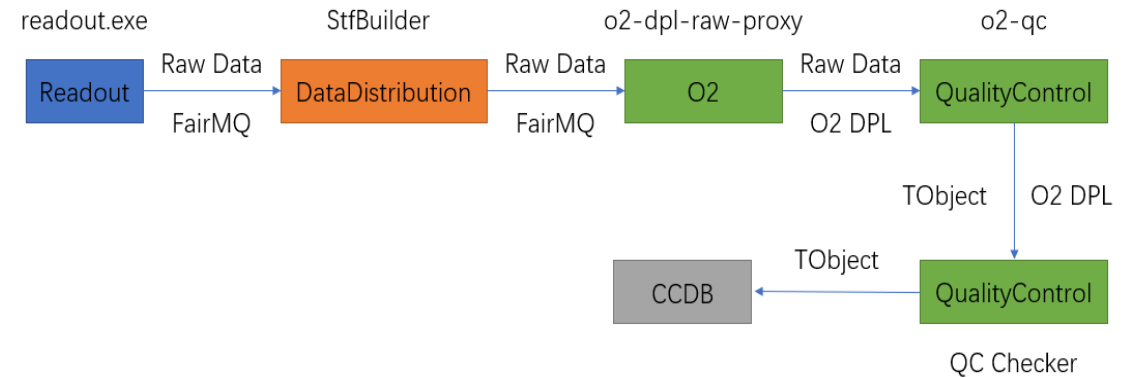 readout.exe
StfBuilder
o2-dpl-raw-proxy
o2-qc
Readout
Raw Data
FairMQ
DataDistribution
Raw Data
FairMQ
O2
Raw Data
O2 DPL
QualityControl
TObject
O2 DPL
CCDB
TObject
QualityControl
QC Checker